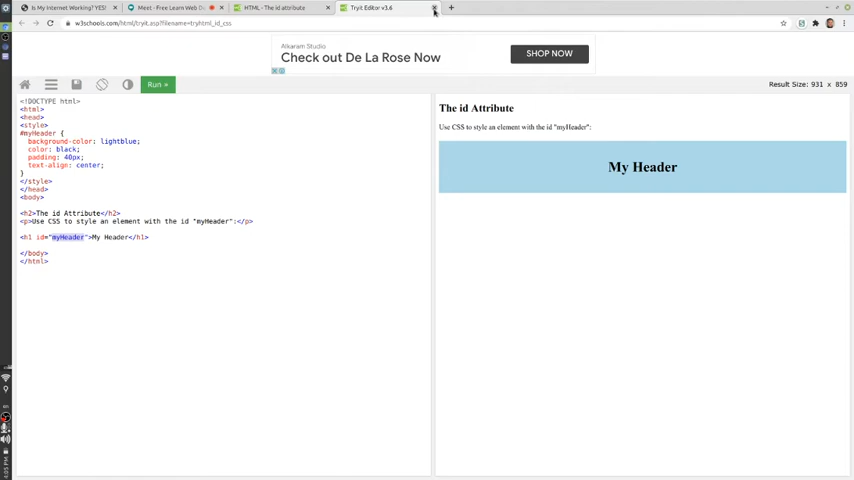 Is My Internet Working? YES!
Meet - Free Learn Web D
HTML - The id attribute
Tryit Editor v3.6
w3schools.com/html/tryit.asp?filename=tryhtml_id_css
Alkaram Studio
Check out De La Rose Now
SHOP NOW
Run »
Result Size: 931 x 859
<!DOCTYPE html>
<html>
<head>
<style>
#myHeader {
background-color: lightblue;
color: black;
padding: 40px;
text-align: center;
}
</style>
</head>
<body>
<h2>The id Attribute</h2>
<p>Use CSS to style an element with the id "myHeader":</p>
<h1 id="myHeader">My Header</h1>
</body>
</html>
The id Attribute
Use CSS to style an element with the id "myHeader":
My Header
4:05 PM